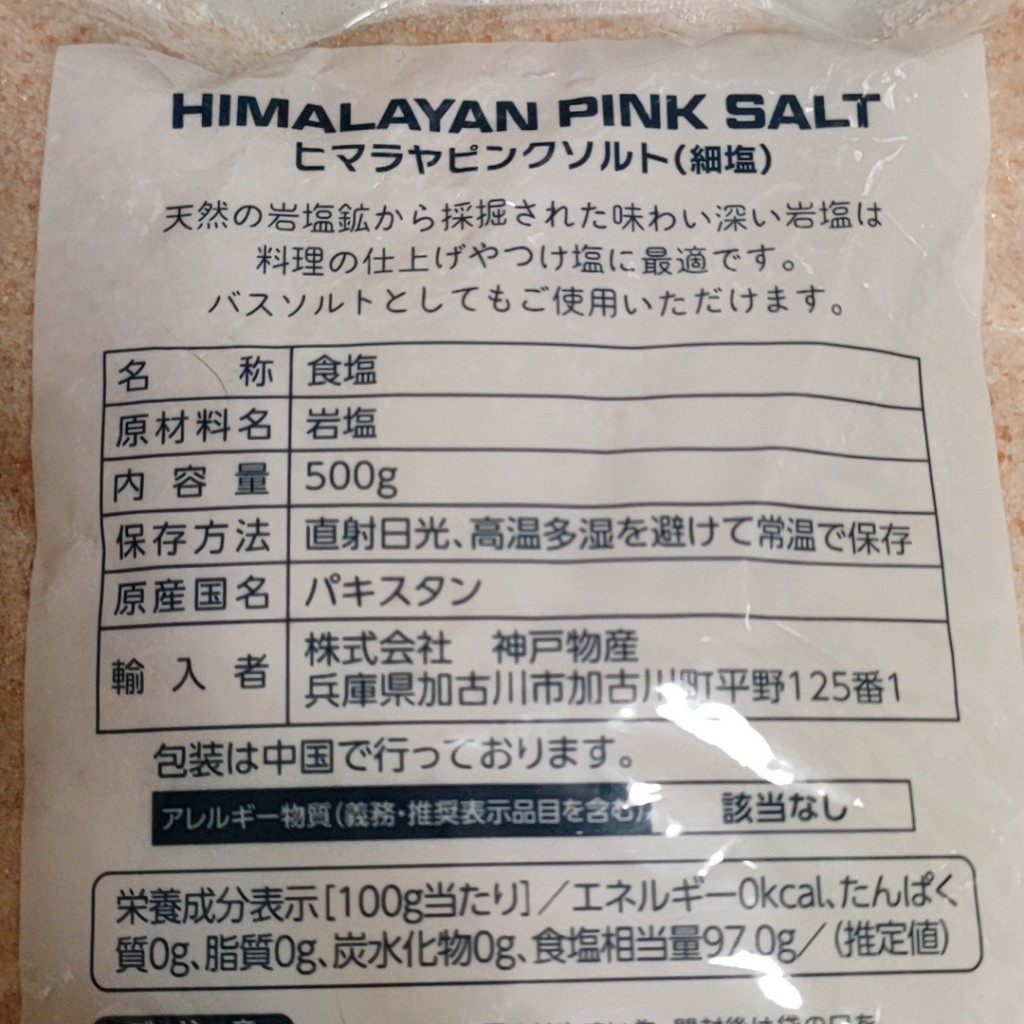 HIMALAYAN PINK SALT
ヒマラヤピンクソルト(細塩)
天然の岩塩鉱から採掘された味わい深い岩塩は
料理の仕上げやつけ塩に最適です。
バスソルトとしてもご使用いただけます。
名称 食塩
原材料名 岩塩
内容量 500g
保存方法 直射日光、高温多湿を避けて常温で保存
原産国名 パキスタン
輸入者 株式会社 神戸物産
兵庫県加古川市加古川町平野125番1
包装は中国で行っております。
アレルギー物質(義務・推奨表示品目を含む) 該当なし
栄養成分表示[100g当たり]/エネルギー0kcal、たんぱく
質0g、脂質0g、炭水化物0g、食塩相当量97.0g/(推定値)